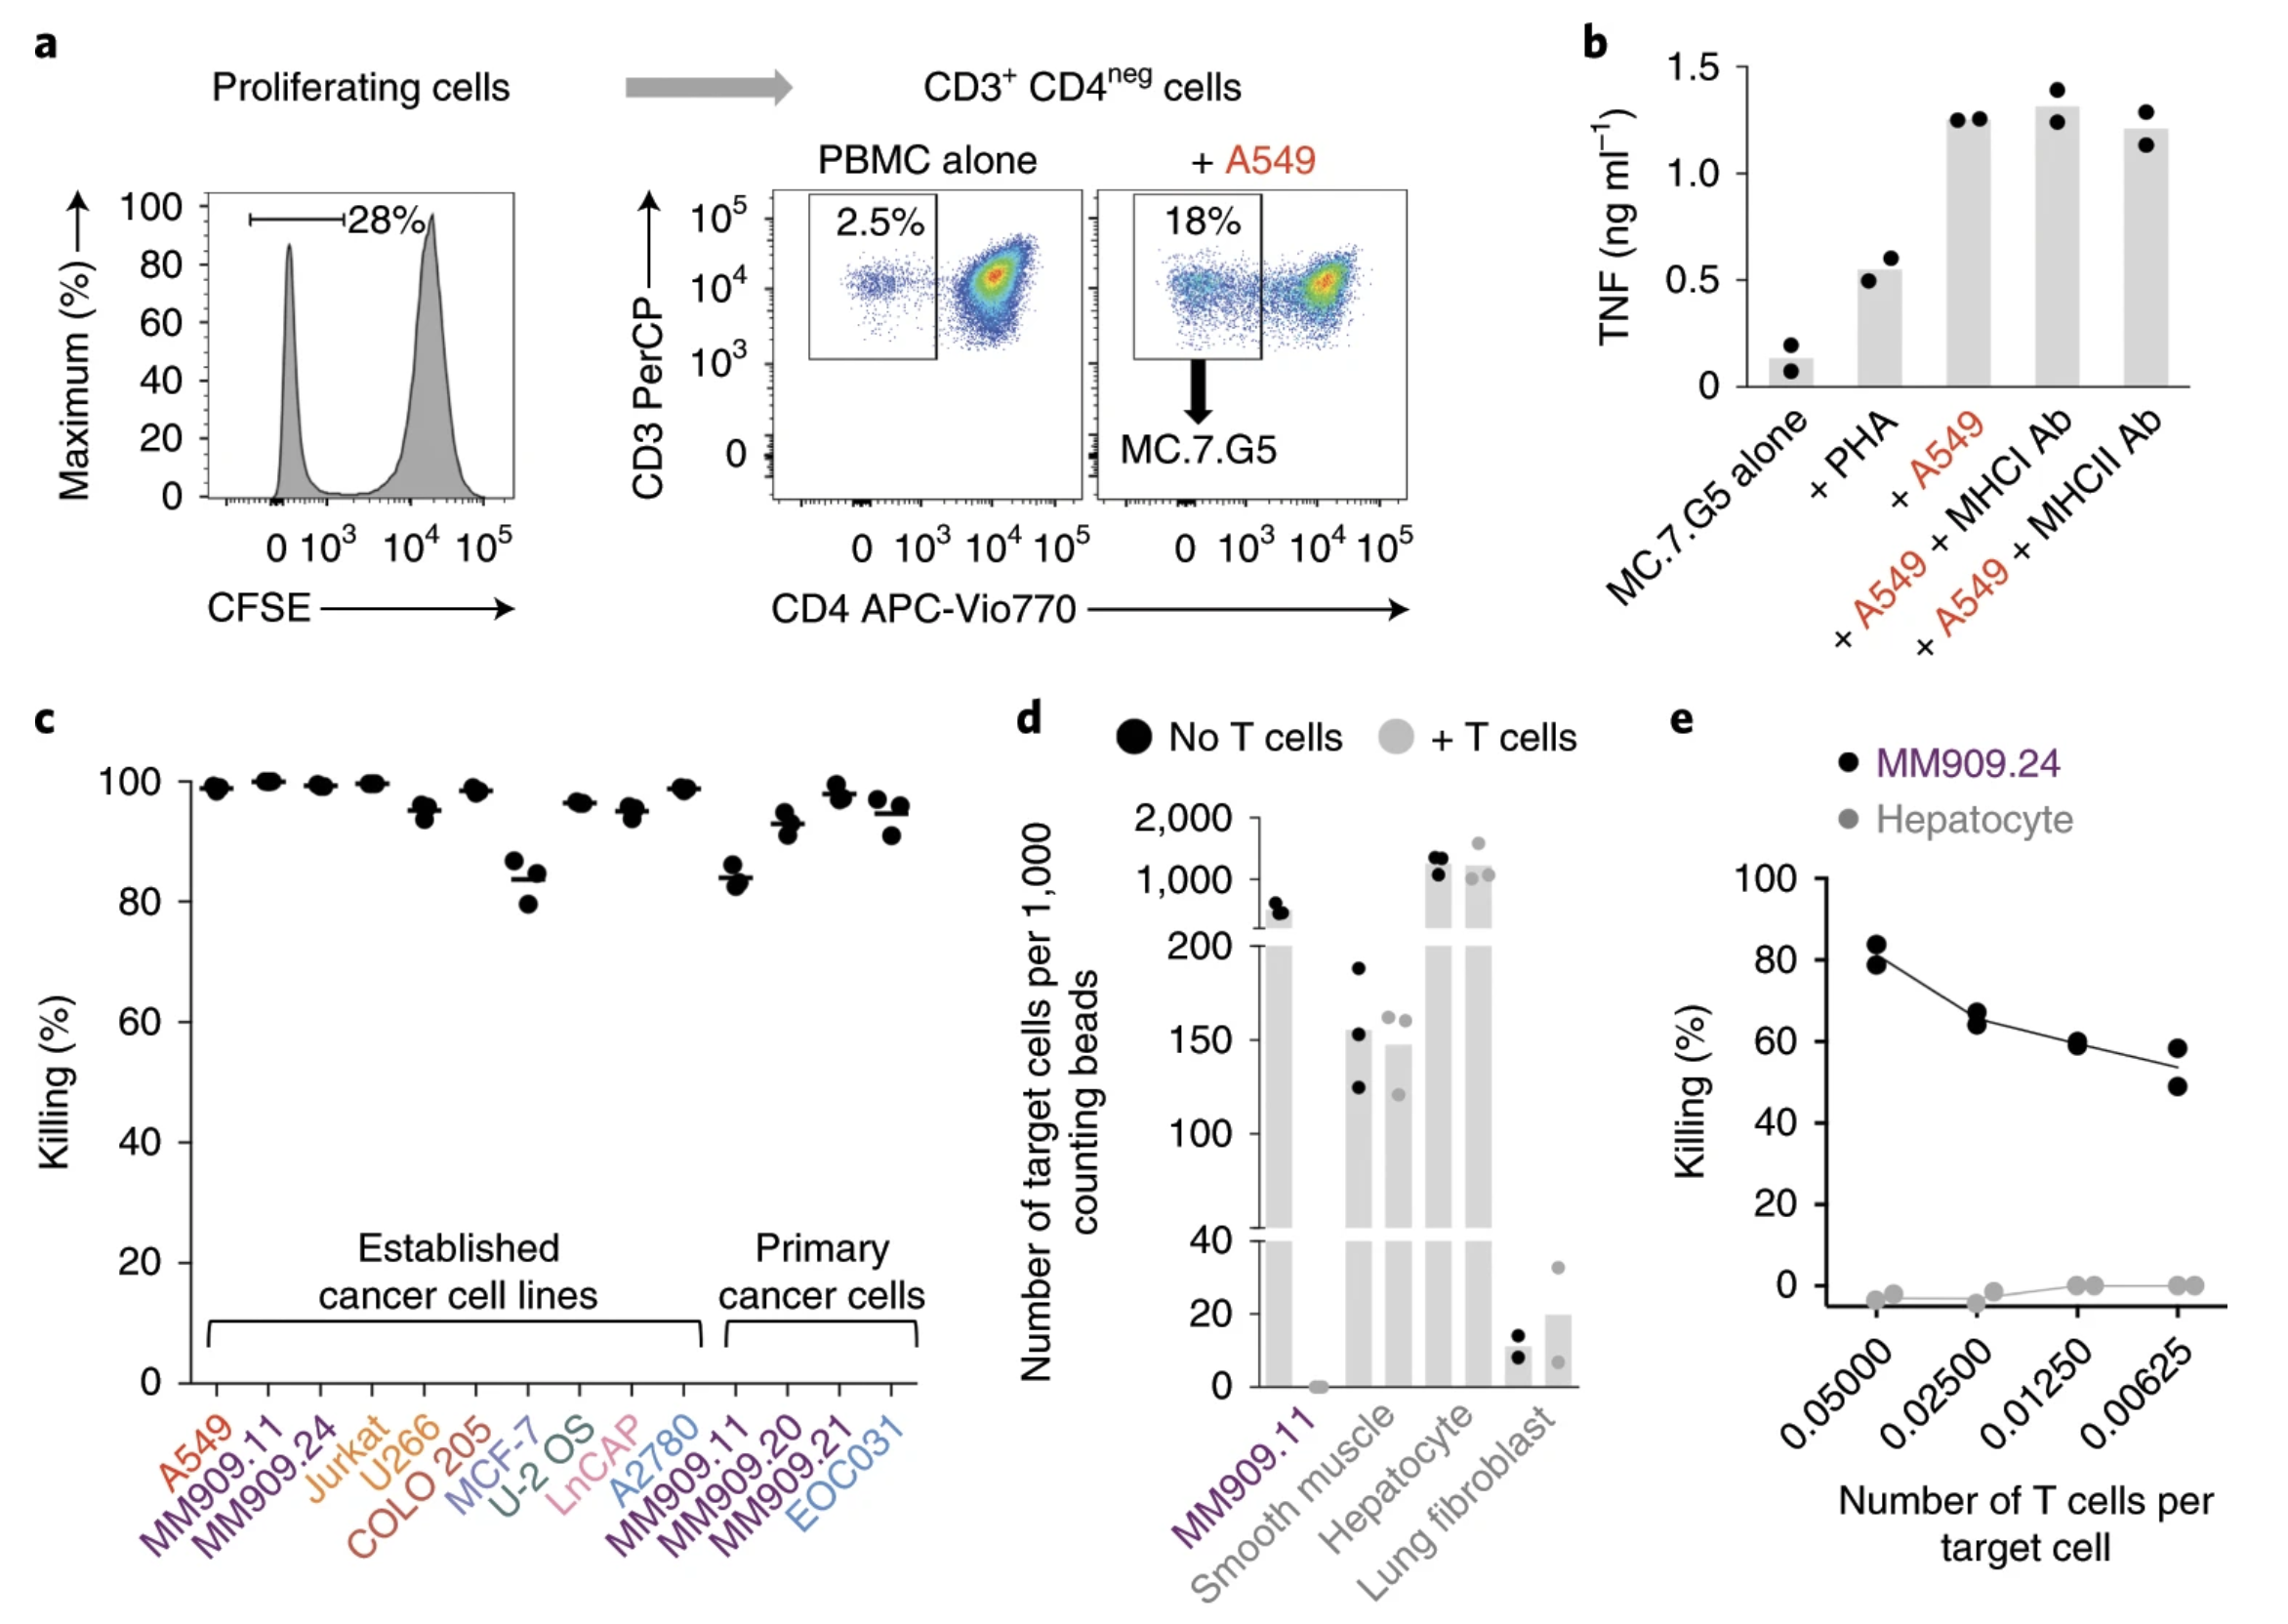 a
Proliferating cells
CD3⁺ CD4ⁿᵉᵍ cells
PBMC alone
+ A549
Maximum (%)
100
80
60
40
20
0
28%
0 10³ 10⁴ 10⁵
CFSE
CD3 PerCP
10⁵
10⁴
10³
0
2.5%
18%
MC.7.G5
0 10³ 10⁴ 10⁵
0 10³ 10⁴ 10⁵
CD4 APC-Vio770
b
TNF (ng ml⁻¹)
1.5
1.0
0.5
0
MC.7.G5 alone
+ PHA
+ A549
+ A549 + MHCI Ab
+ A549 + MHCII Ab
c
Killing (%)
100
80
60
40
20
0
Established
cancer cell lines
Primary
cancer cells
A549
MM909.11
MM909.24
Jurkat
U266
COLO 205
MCF-7
U-2 OS
LnCAP
A2780
MM909.11
MM909.20
MM909.21
EOC031
d
No T cells
+ T cells
Number of target cells per 1,000
counting beads
2,000
1,000
200
150
100
40
20
0
MM909.11
Smooth muscle
Hepatocyte
Lung fibroblast
e
MM909.24
Hepatocyte
Killing (%)
100
80
60
40
20
0
0.05000
0.02500
0.01250
0.00625
Number of T cells per
target cell